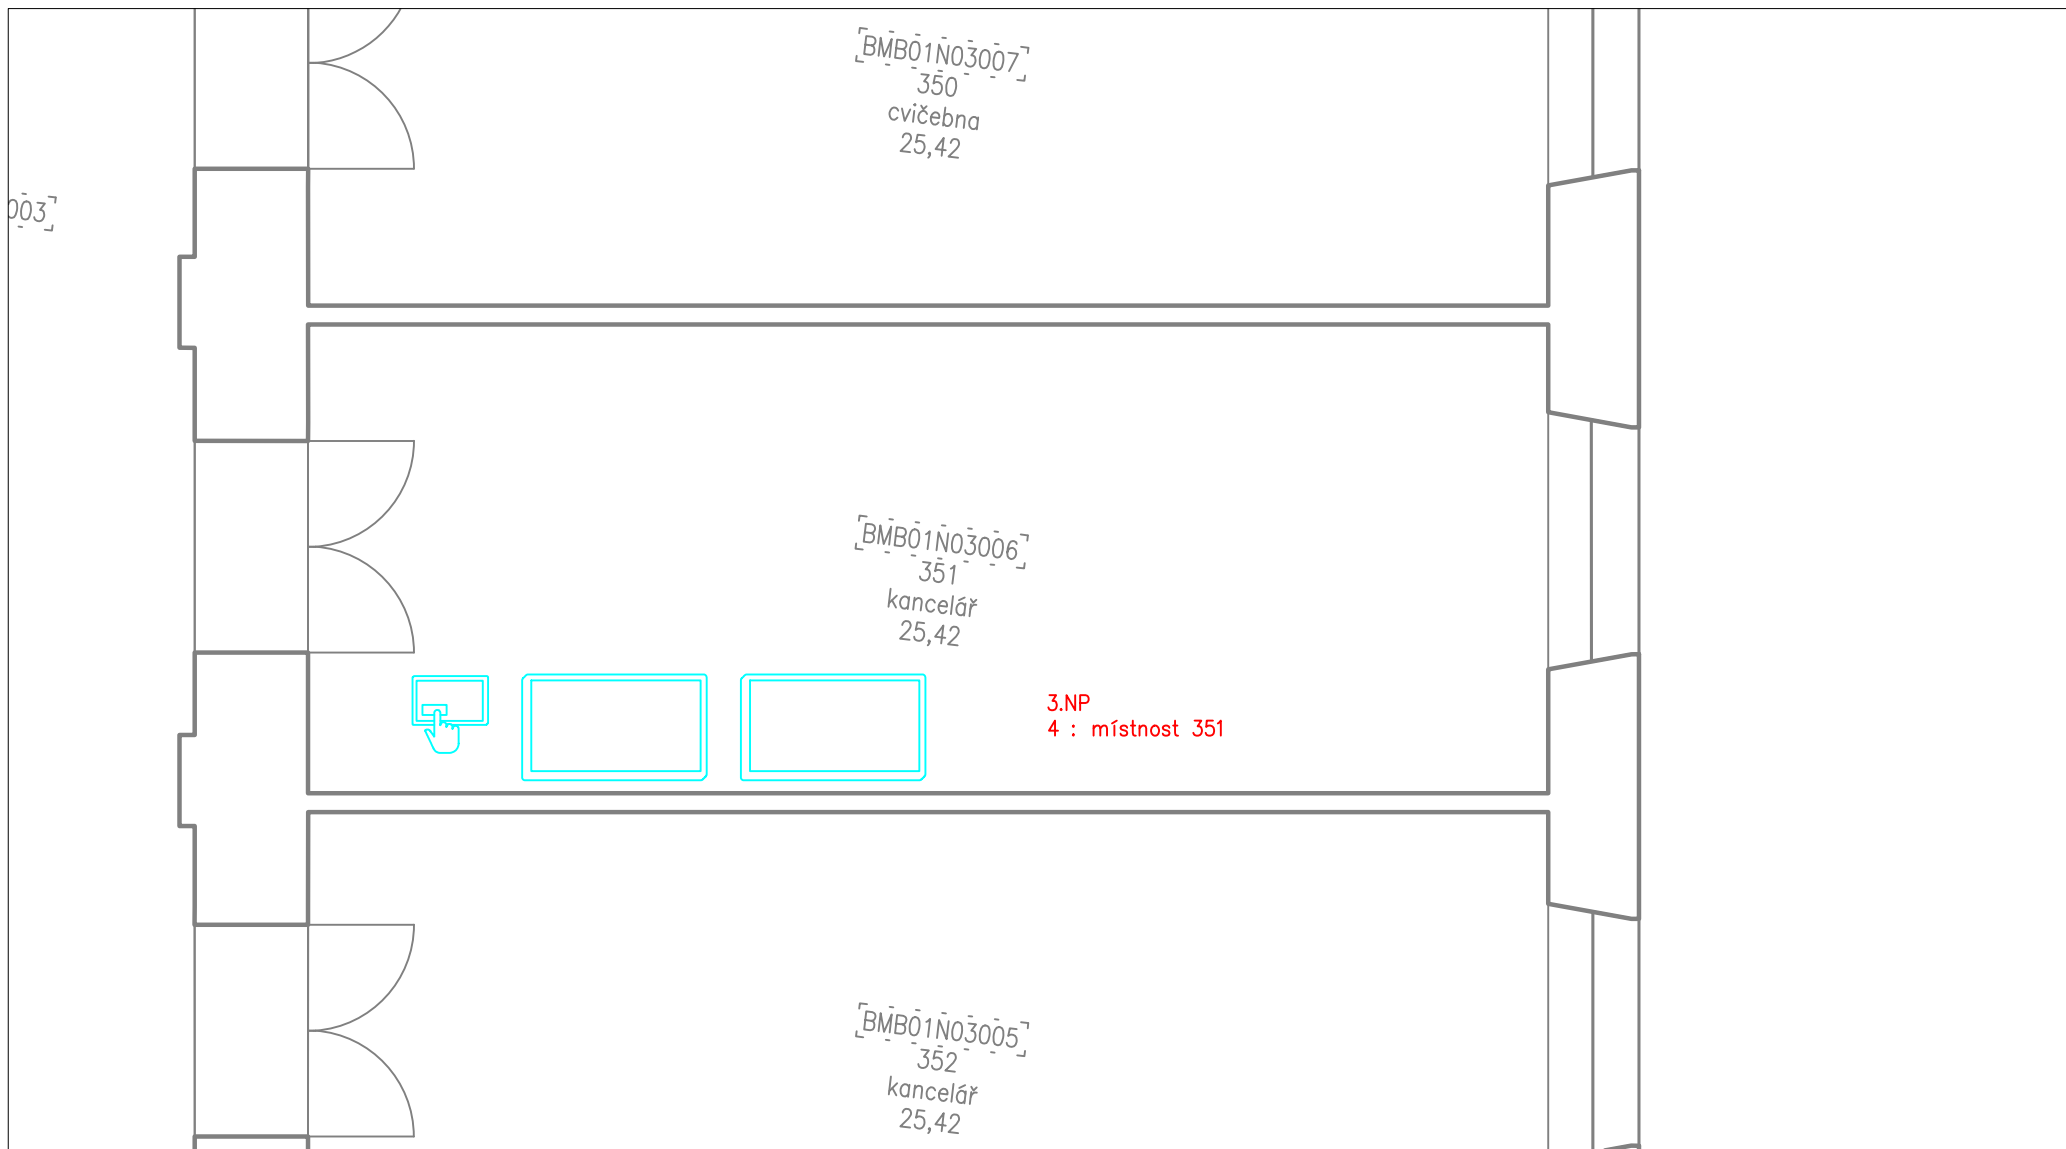 BMB01N03007
350
cvičebna
25,42
003
BMB01N03006
351
kancelář
25,42
3.NP
4 : místnost 351
BMB01N03005
352
kancelář
25,42